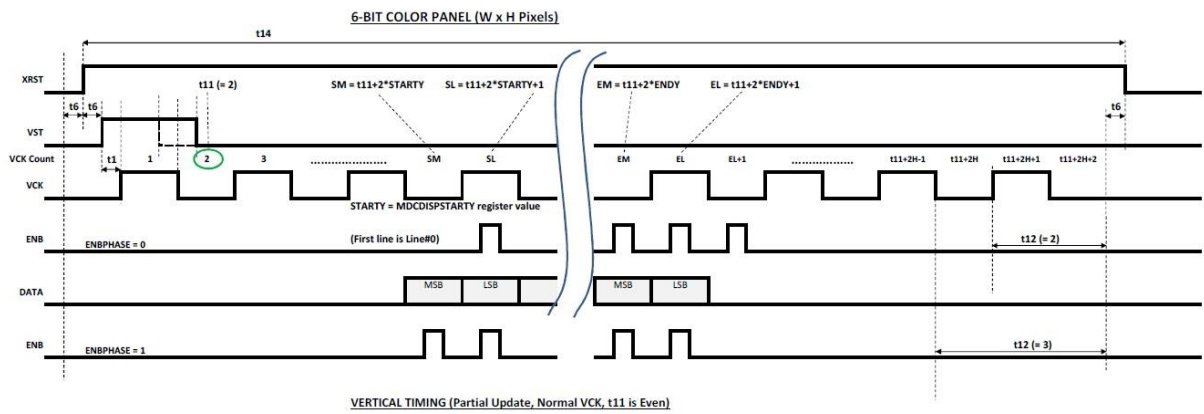 6-BIT COLOR PANEL (W x H Pixels)
t14
XRST
t11 (= 2) SM = t11+2*STARTY SL = t11+2*STARTY+1 EM = t11+2*ENDY EL = t11+2*ENDY+1
t6 t6 t6
VST
VCK Count t1 1 2 3 ........................ SM SL EM EL EL+1 ................... t11+2H-1 t11+2H t11+2H+1 t11+2H+2
VCK
STARTY = MDCDISPSTARTY register value
ENB ENBPHASE = 0 (First line is Line#0) t12 (= 2)
DATA MSB LSB MSB LSB
ENB ENBPHASE = 1 t12 (= 3)
VERTICAL TIMING (Partial Update, Normal VCK, t11 is Even)